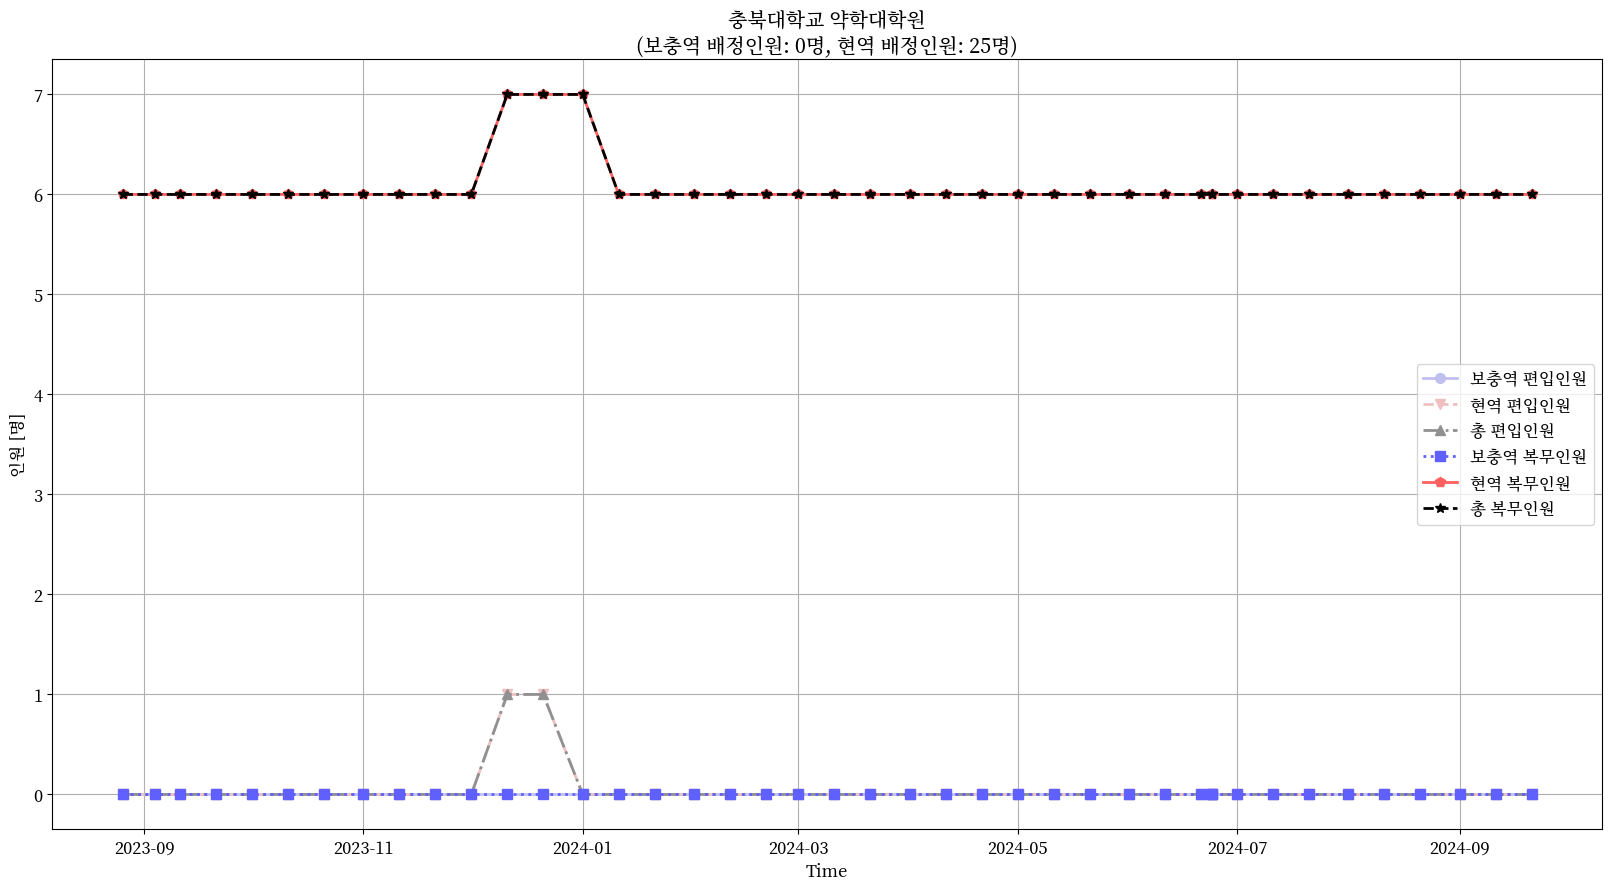 충북대학교 약학대학원
(보충역 배정인원: 0명, 현역 배정인원: 25명)
인원 [명]
7
6
5
4
3
2
1
0
보충역 편입인원
현역 편입인원
총 편입인원
보충역 복무인원
현역 복무인원
총 복무인원
2023-09
2023-11
2024-01
2024-03
2024-05
2024-07
2024-09
Time